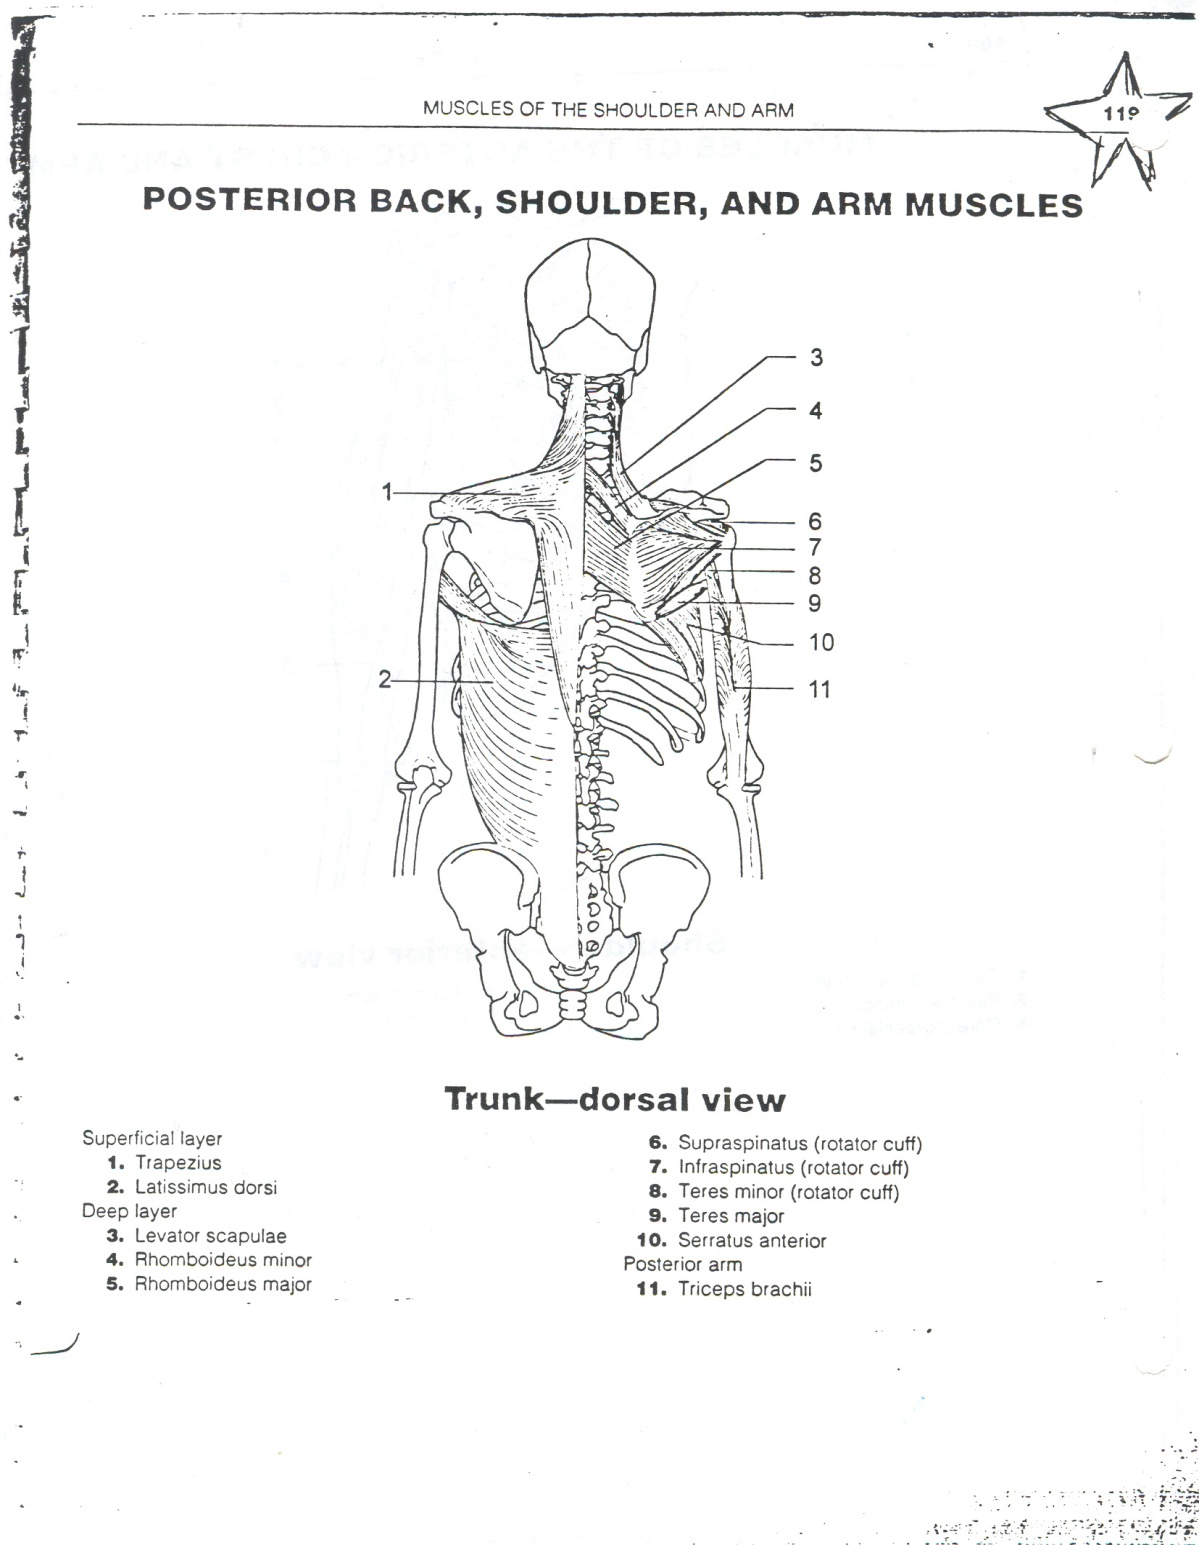 MUSCLES OF THE SHOULDER AND ARM
119
POSTERIOR BACK, SHOULDER, AND ARM MUSCLES
3
4
5
1
6
7
8
9
10
2
11
Trunk—dorsal view
Superficial layer
1. Trapezius
2. Latissimus dorsi
Deep layer
3. Levator scapulae
4. Rhomboideus minor
5. Rhomboideus major
6. Supraspinatus (rotator cuff)
7. Infraspinatus (rotator cuff)
8. Teres minor (rotator cuff)
9. Teres major
10. Serratus anterior
Posterior arm
11. Triceps brachii